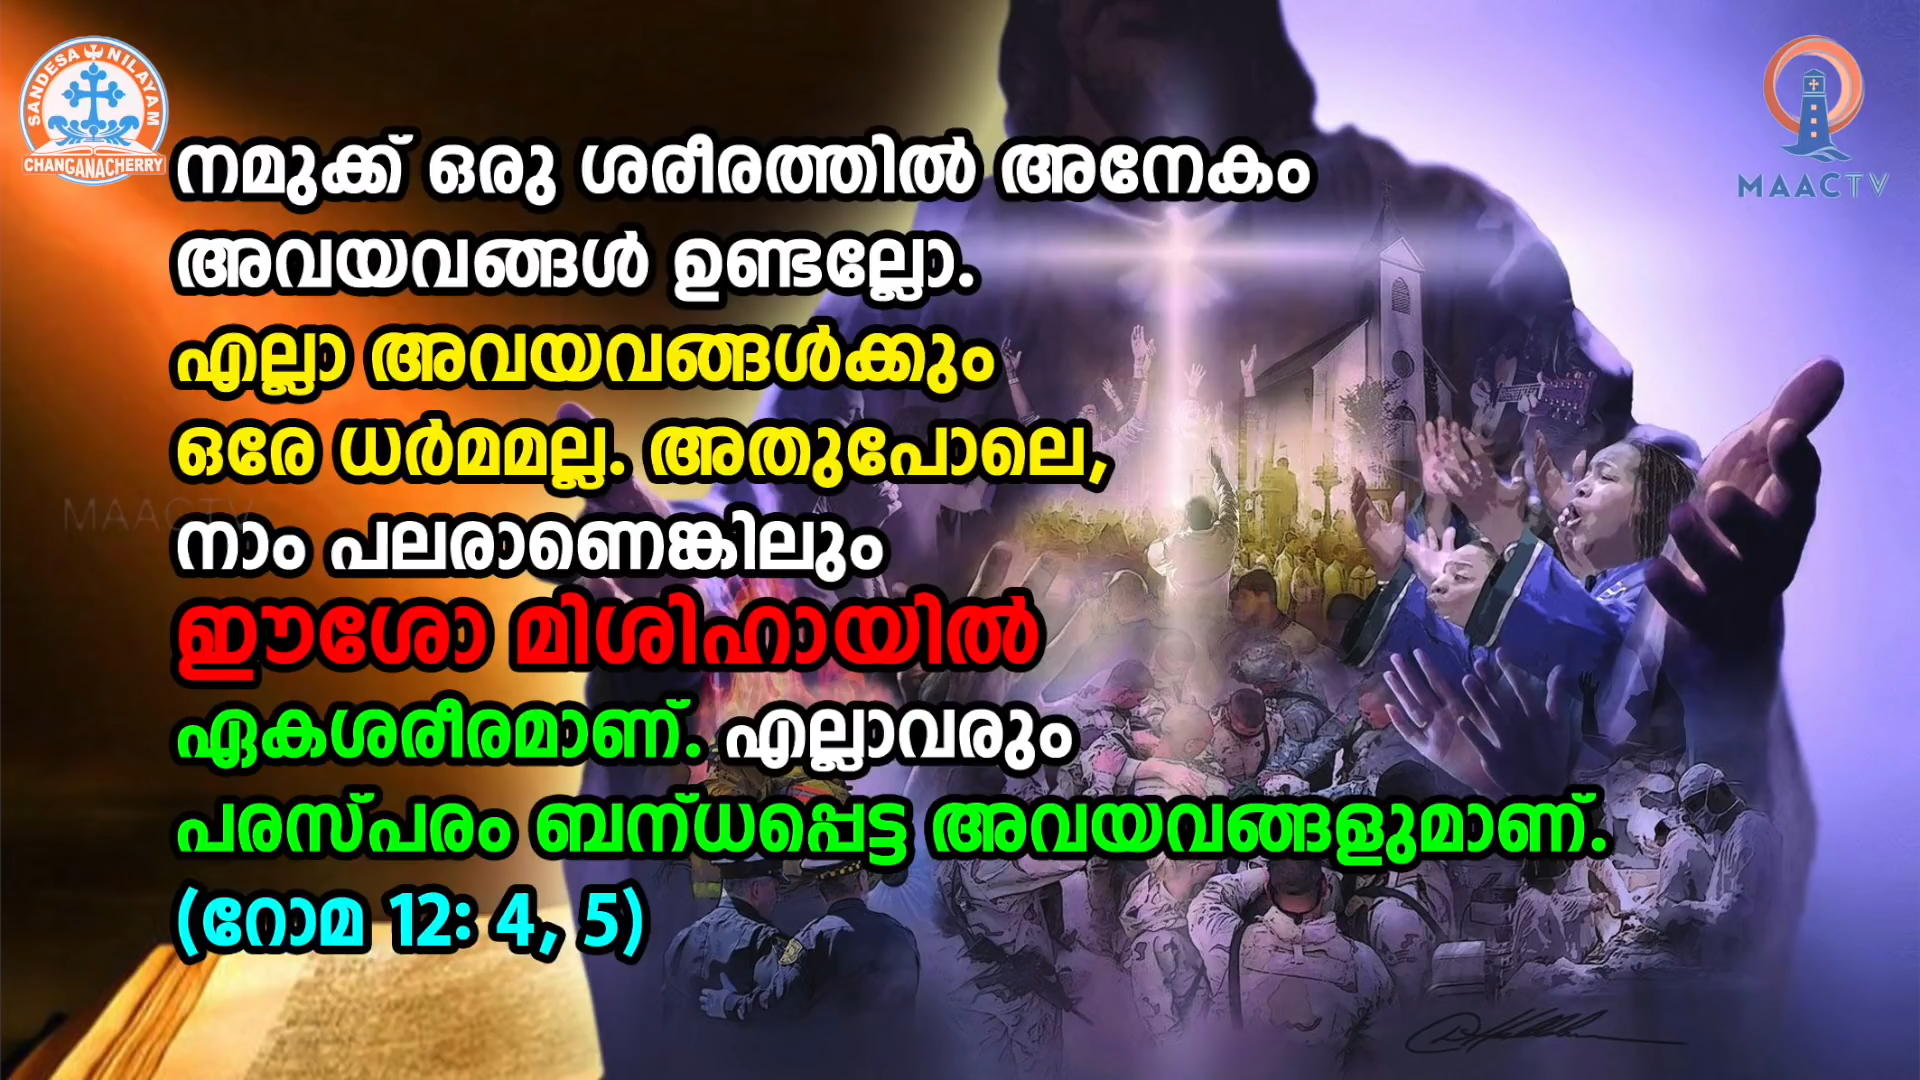 SANDESA NILAYAM
CHANGANACHERRY
MAACTV
നമുക്ക് ഒരു ശരീരത്തിൽ അനേകം
അവയവങ്ങൾ ഉണ്ടല്ലോ.
എല്ലാ അവയവങ്ങൾക്കും
ഒരേ ധർമമല്ല. അതുപോലെ,
MAACTV
നാം പലരാണെങ്കിലും
ഈശോ മിശിഹായിൽ
ഏകശരീരമാണ്. എല്ലാവരും
പരസ്പരം ബന്ധപ്പെട്ട അവയവങ്ങളുമാണ്.
(റോമ 12: 4, 5)